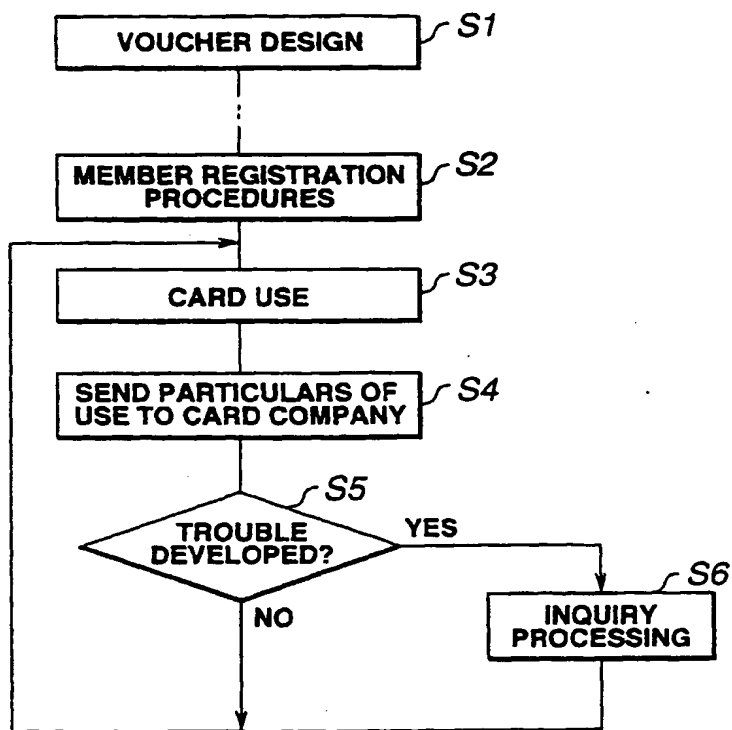 VOUCHER DESIGN
S1
MEMBER REGISTRATION
PROCEDURES
S2
CARD USE
S3
SEND PARTICULARS OF
USE TO CARD COMPANY
S4
S5
TROUBLE
DEVELOPED?
YES
NO
S6
INQUIRY
PROCESSING